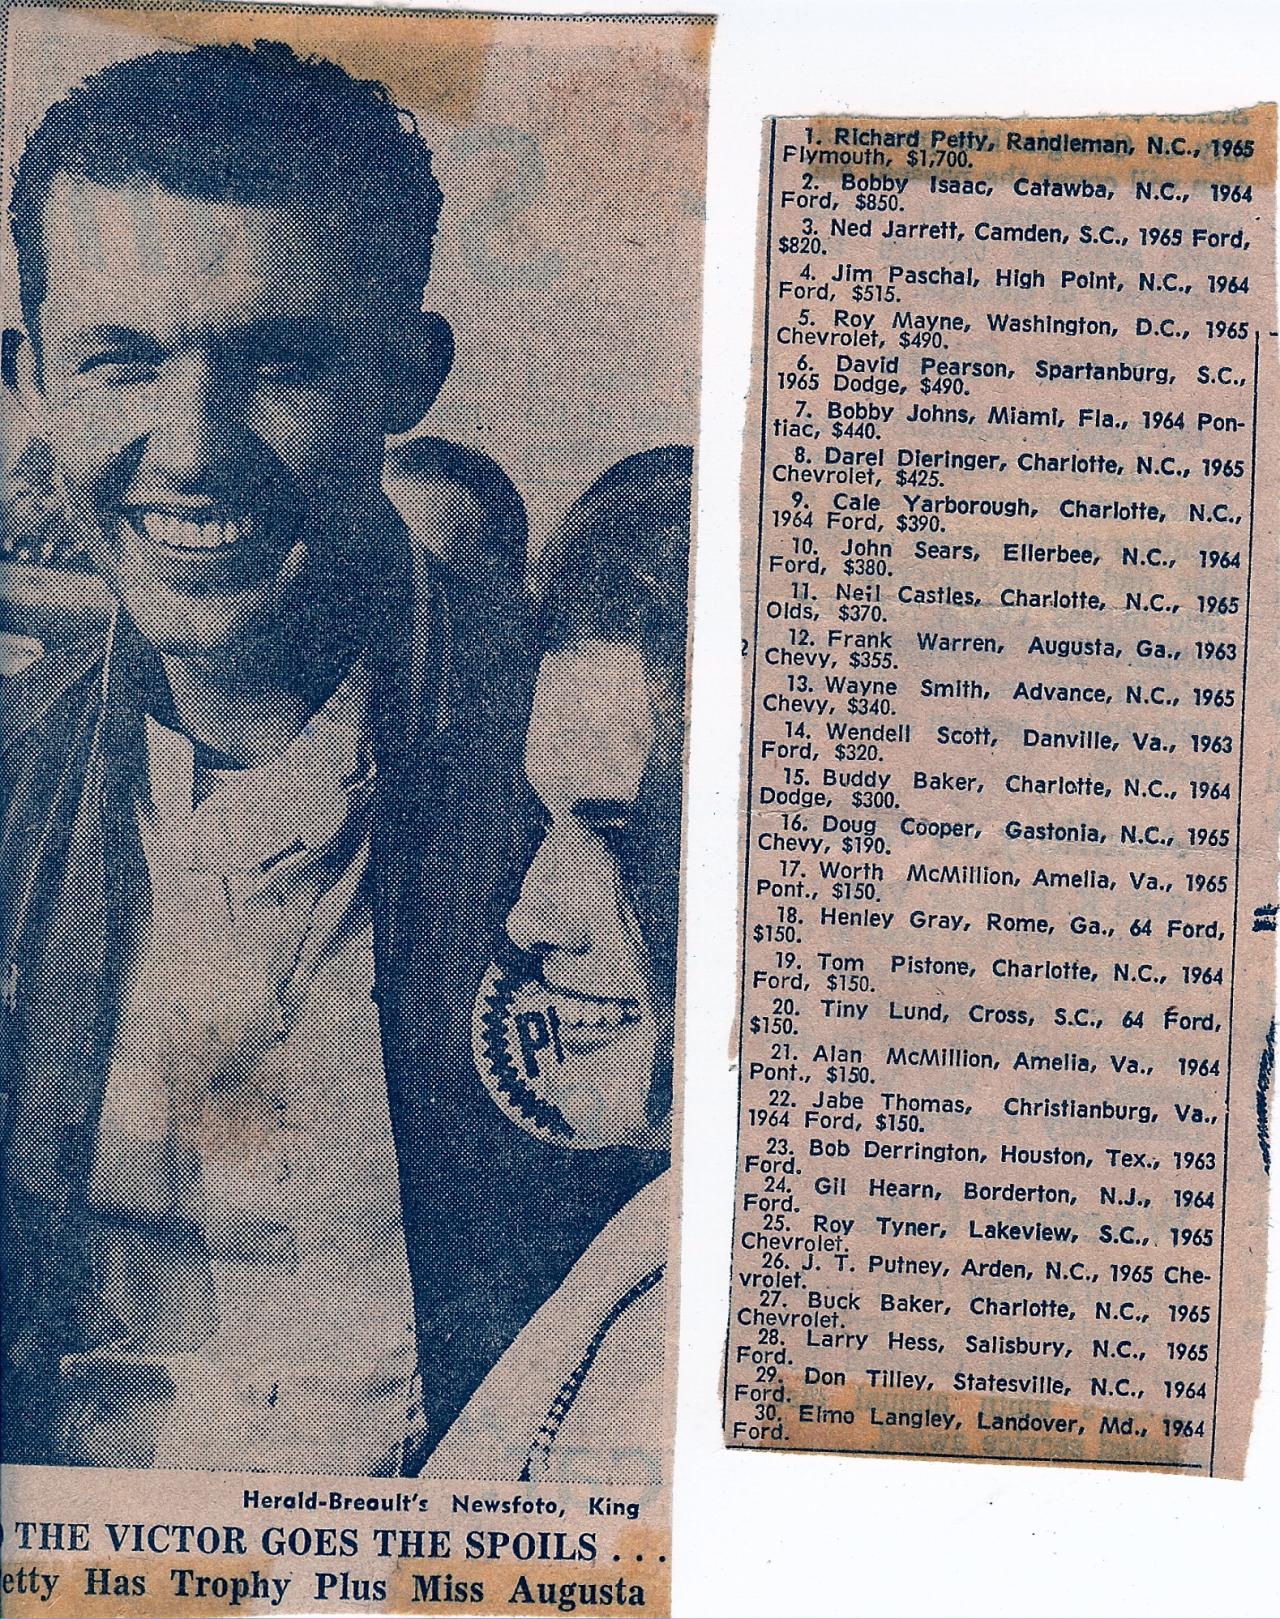 PI
Herald-Breault's Newsfoto, King
THE VICTOR GOES THE SPOILS . . .
etty Has Trophy Plus Miss Augusta
1. Richard Petty, Randleman, N.C., 1965
Plymouth, $1,700.
2. Bobby Isaac, Catawba, N.C., 1964
Ford, $850.
3. Ned Jarrett, Camden, S.C., 1965 Ford,
$820.
4. Jim Paschal, High Point, N.C., 1964
Ford, $515.
5. Roy Mayne, Washington, D.C., 1965
Chevrolet, $490.
6. David Pearson, Spartanburg, S.C.,
1965 Dodge, $490.
7. Bobby Johns, Miami, Fla., 1964 Pon-
tiac, $440.
8. Darel Dieringer, Charlotte, N.C., 1965
Chevrolet, $425.
9. Cale Yarborough, Charlotte, N.C.,
1964 Ford, $390.
10. John Sears, Ellerbee, N.C., 1964
Ford, $380.
11. Neil Castles, Charlotte, N.C., 1965
Olds, $370.
12. Frank Warren, Augusta, Ga., 1963
Chevy, $355.
13. Wayne Smith, Advance, N.C., 1965
Chevy, $340.
14. Wendell Scott, Danville, Va., 1963
Ford, $320.
15. Buddy Baker, Charlotte, N.C., 1964
Dodge, $300.
16. Doug Cooper, Gastonia, N.C., 1965
Chevy, $190.
17. Worth McMillion, Amelia, Va., 1965
Pont., $150.
18. Henley Gray, Rome, Ga., 64 Ford,
$150.
19. Tom Pistone, Charlotte, N.C., 1964
Ford, $150.
20. Tiny Lund, Cross, S.C., 64 Ford,
$150.
21. Alan McMillion, Amelia, Va., 1964
Pont., $150.
22. Jabe Thomas, Christianburg, Va.,
1964 Ford, $150.
23. Bob Derrington, Houston, Tex., 1963
Ford.
24. Gil Hearn, Borderton, N.J., 1964
Ford.
25. Roy Tyner, Lakeview, S.C., 1965
Chevrolet.
26. J. T. Putney, Arden, N.C., 1965 Che-
vrolet.
27. Buck Baker, Charlotte, N.C., 1965
Chevrolet.
28. Larry Hess, Salisbury, N.C., 1965
Ford.
29. Don Tilley, Statesville, N.C., 1964
Ford.
30. Elmo Langley, Landover, Md., 1964
Ford.